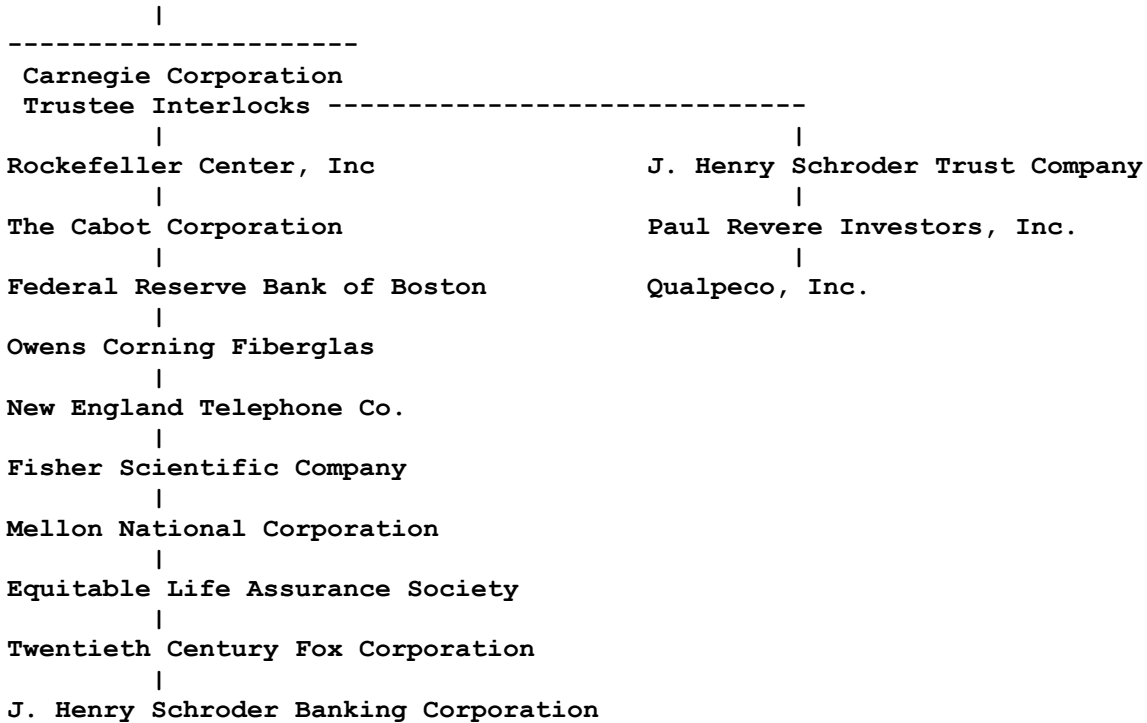 Carnegie Corporation
Trustee Interlocks
Rockefeller Center, Inc J. Henry Schroder Trust Company
The Cabot Corporation Paul Revere Investors, Inc.
Federal Reserve Bank of Boston Qualpeco, Inc.
Owens Corning Fiberglas
New England Telephone Co.
Fisher Scientific Company
Mellon National Corporation
Equitable Life Assurance Society
Twentieth Century Fox Corporation
J. Henry Schroder Banking Corporation